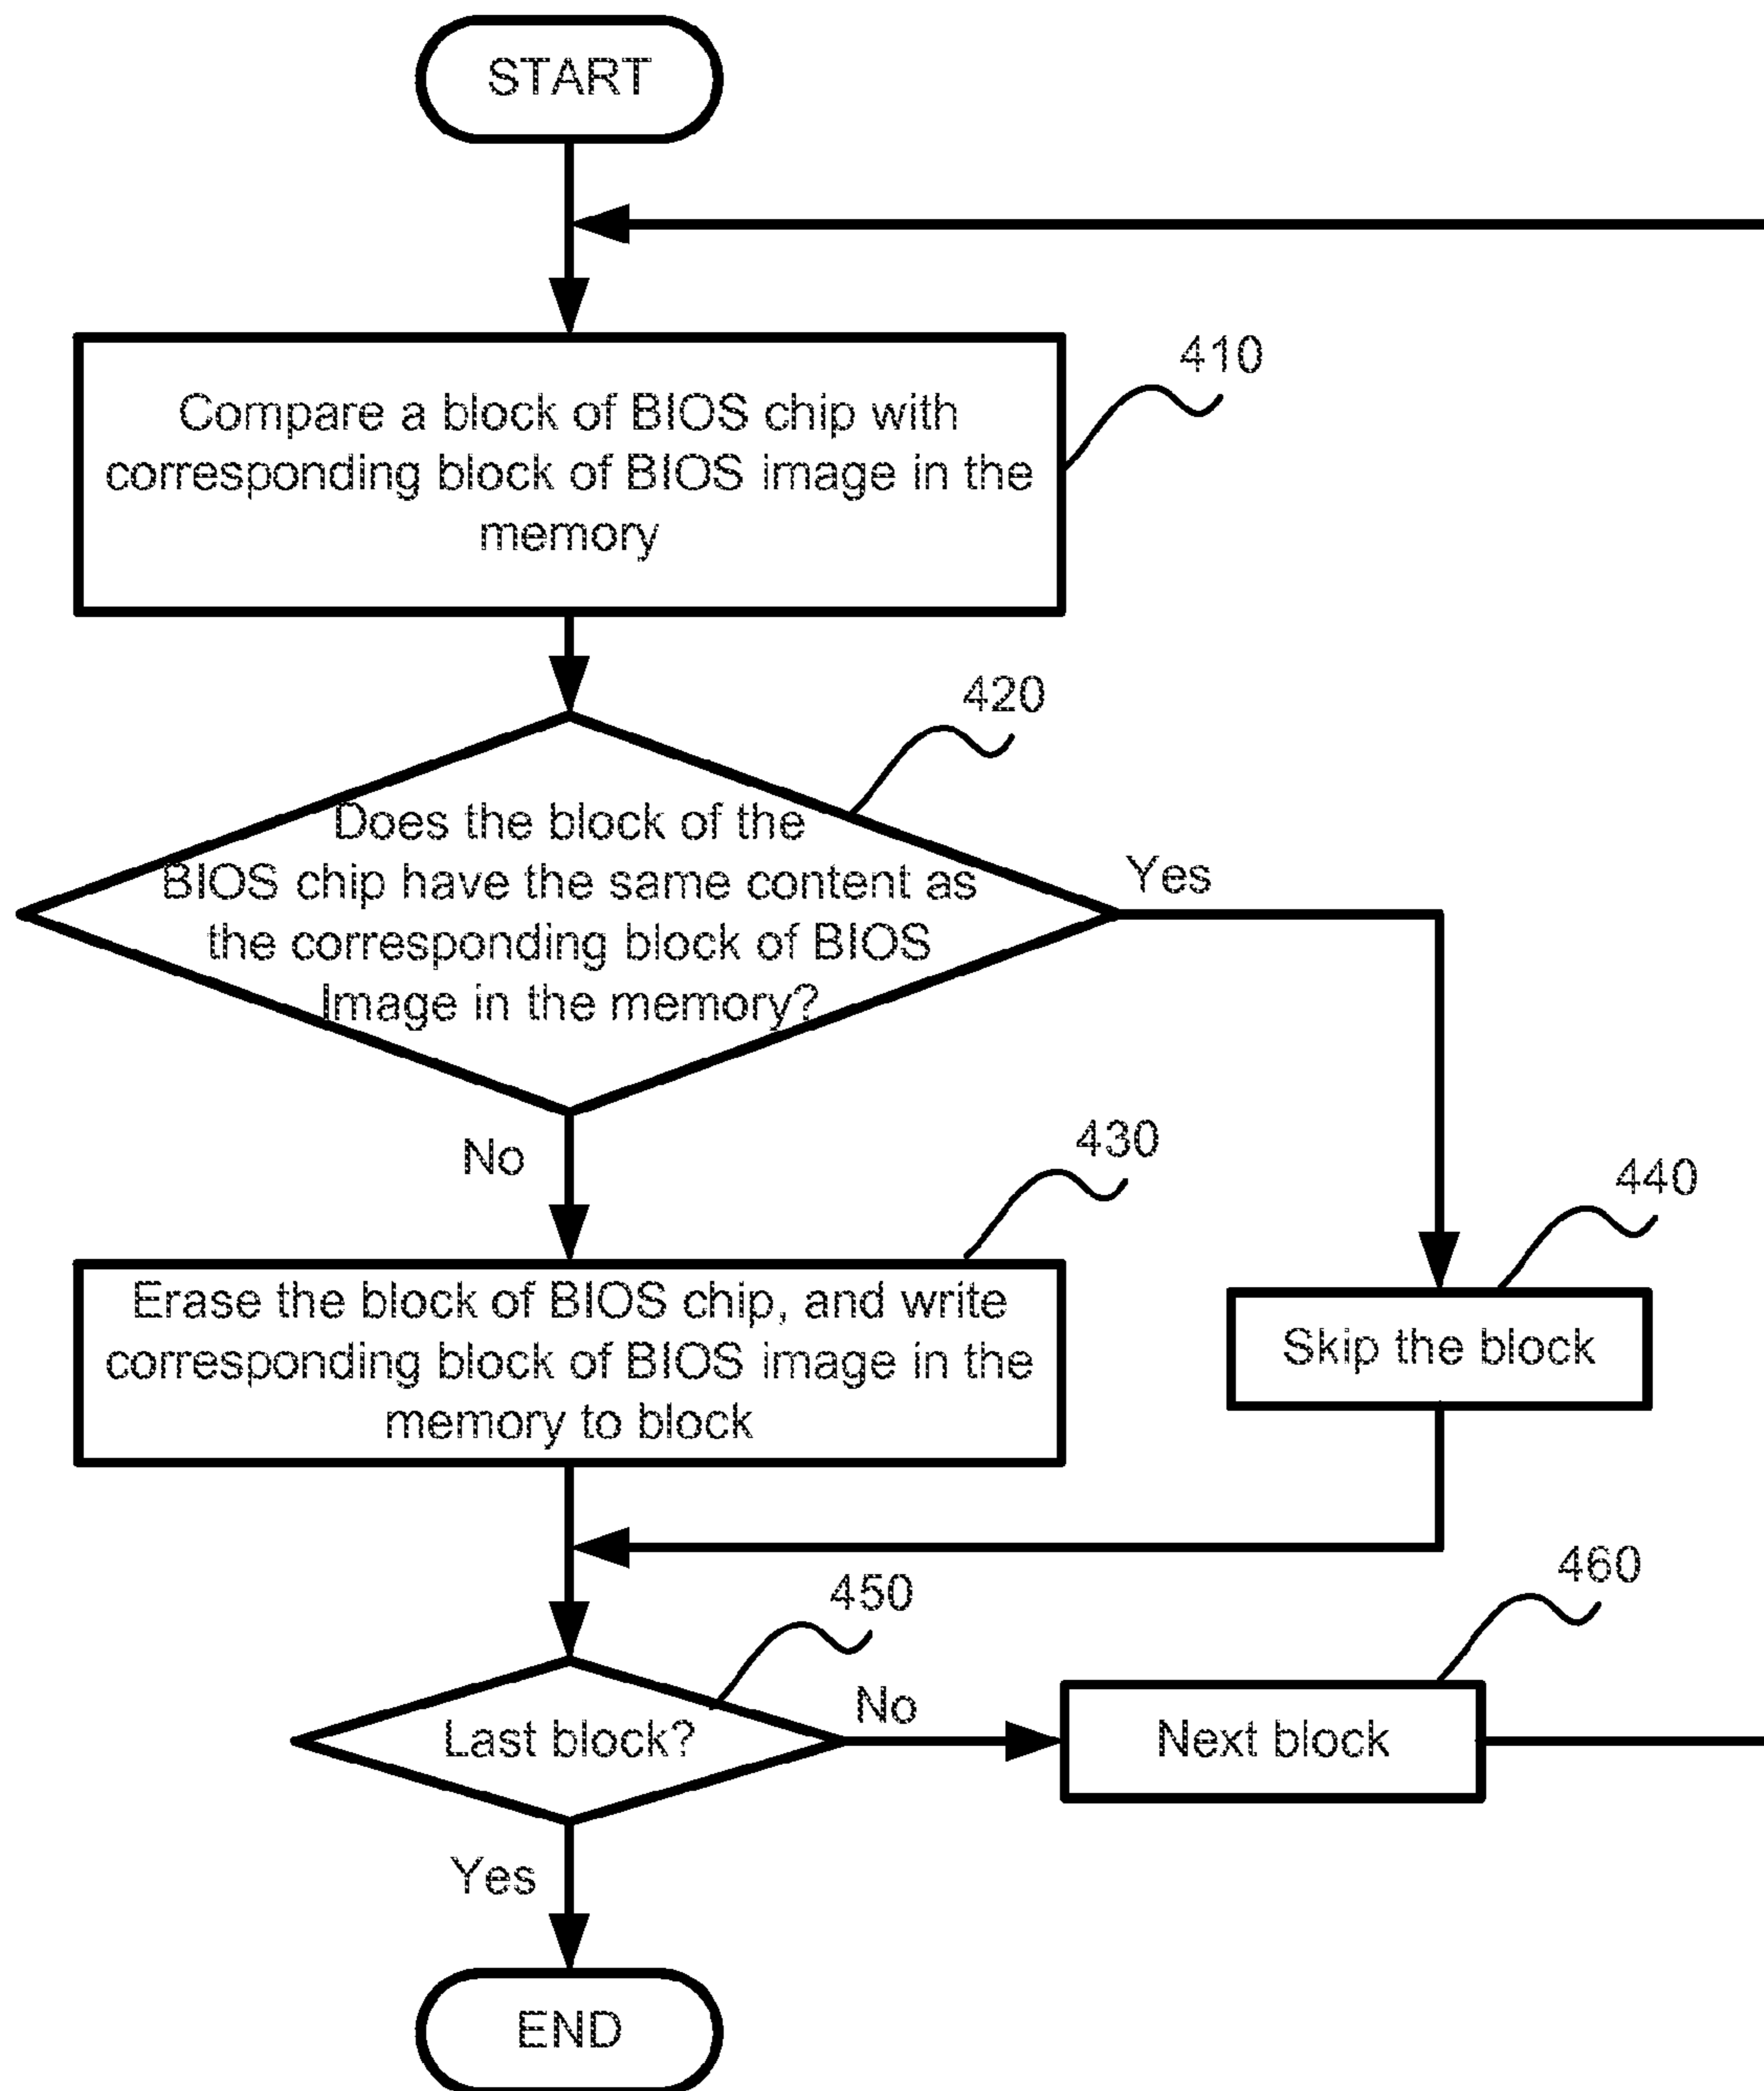 START
410
Compare a block of BIOS chip with
corresponding block of BIOS image in the
memory
420
Does the block of the
BIOS chip have the same content as
the corresponding block of BIOS
Image in the memory?
Yes
No
430
440
Erase the block of BIOS chip, and write
corresponding block of BIOS image in the
memory to block
Skip the block
450
460
Last block?
No
Next block
Yes
END